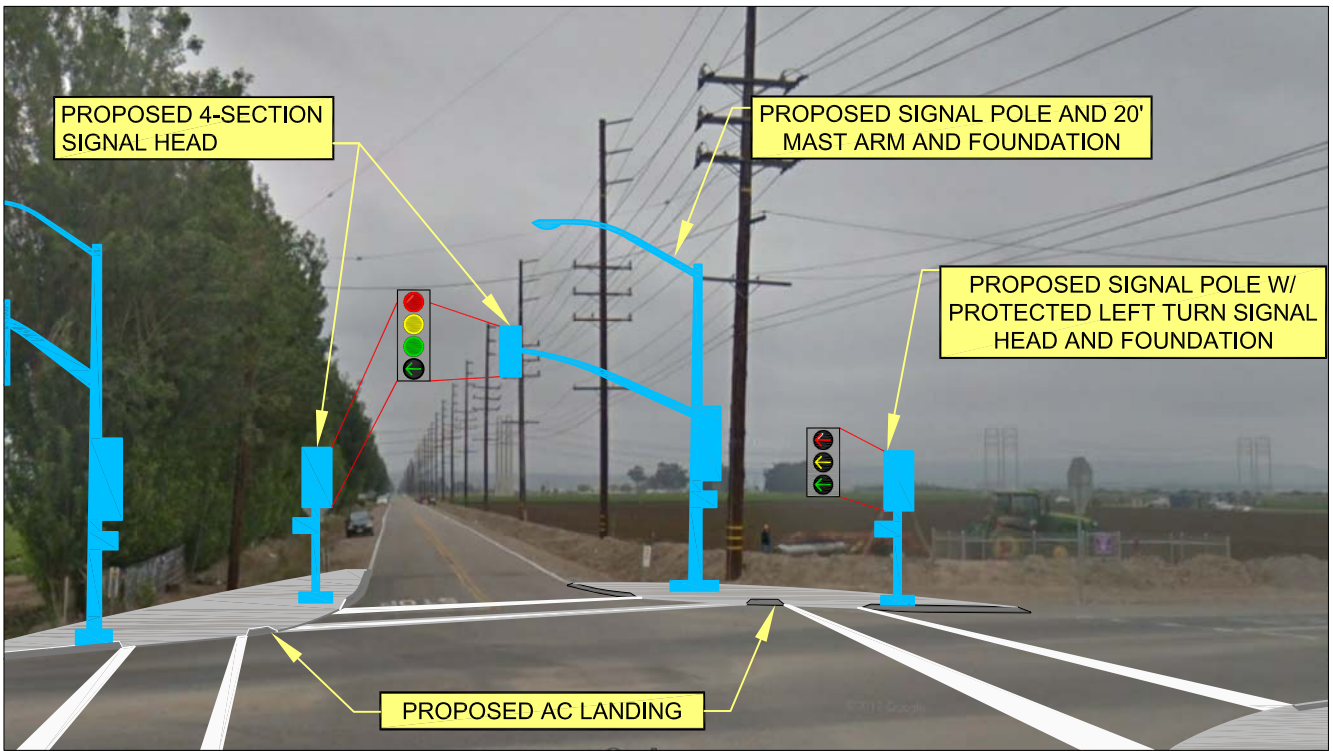 PROPOSED 4-SECTION
SIGNAL HEAD
PROPOSED SIGNAL POLE AND 20'
MAST ARM AND FOUNDATION
PROPOSED SIGNAL POLE W/
PROTECTED LEFT TURN SIGNAL
HEAD AND FOUNDATION
PROPOSED AC LANDING